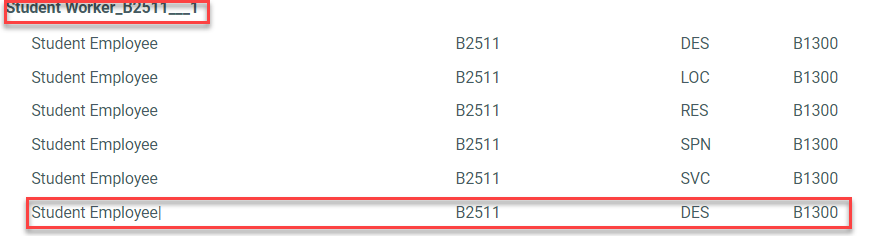 Student Worker_B2511___1
Student Employee B2511 DES B1300
Student Employee B2511 LOC B1300
Student Employee B2511 RES B1300
Student Employee B2511 SPN B1300
Student Employee B2511 SVC B1300
Student Employee B2511 DES B1300